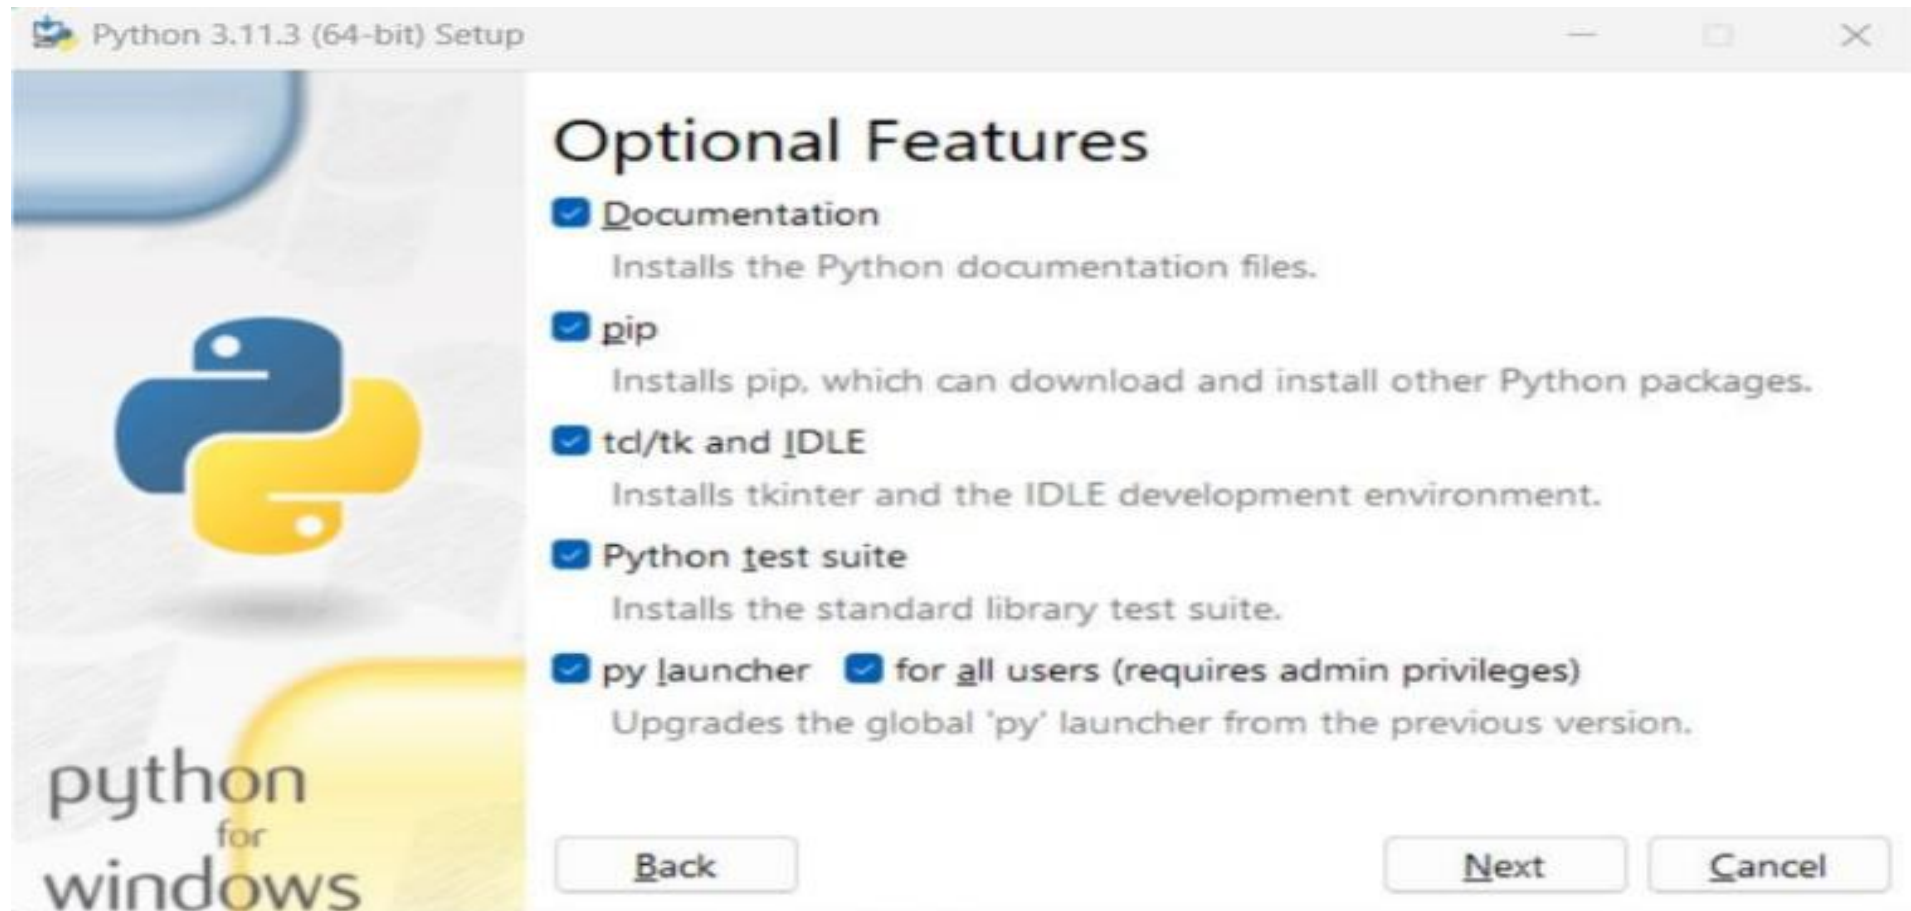 Python 3.11.3 (64-bit) Setup
Optional Features
Documentation
Installs the Python documentation files.
pip
Installs pip, which can download and install other Python packages.
tcl/tk and IDLE
Installs tkinter and the IDLE development environment.
Python test suite
Installs the standard library test suite.
py launcher for all users (requires admin privileges)
Upgrades the global 'py' launcher from the previous version.
python
for
windows
Back Next Cancel